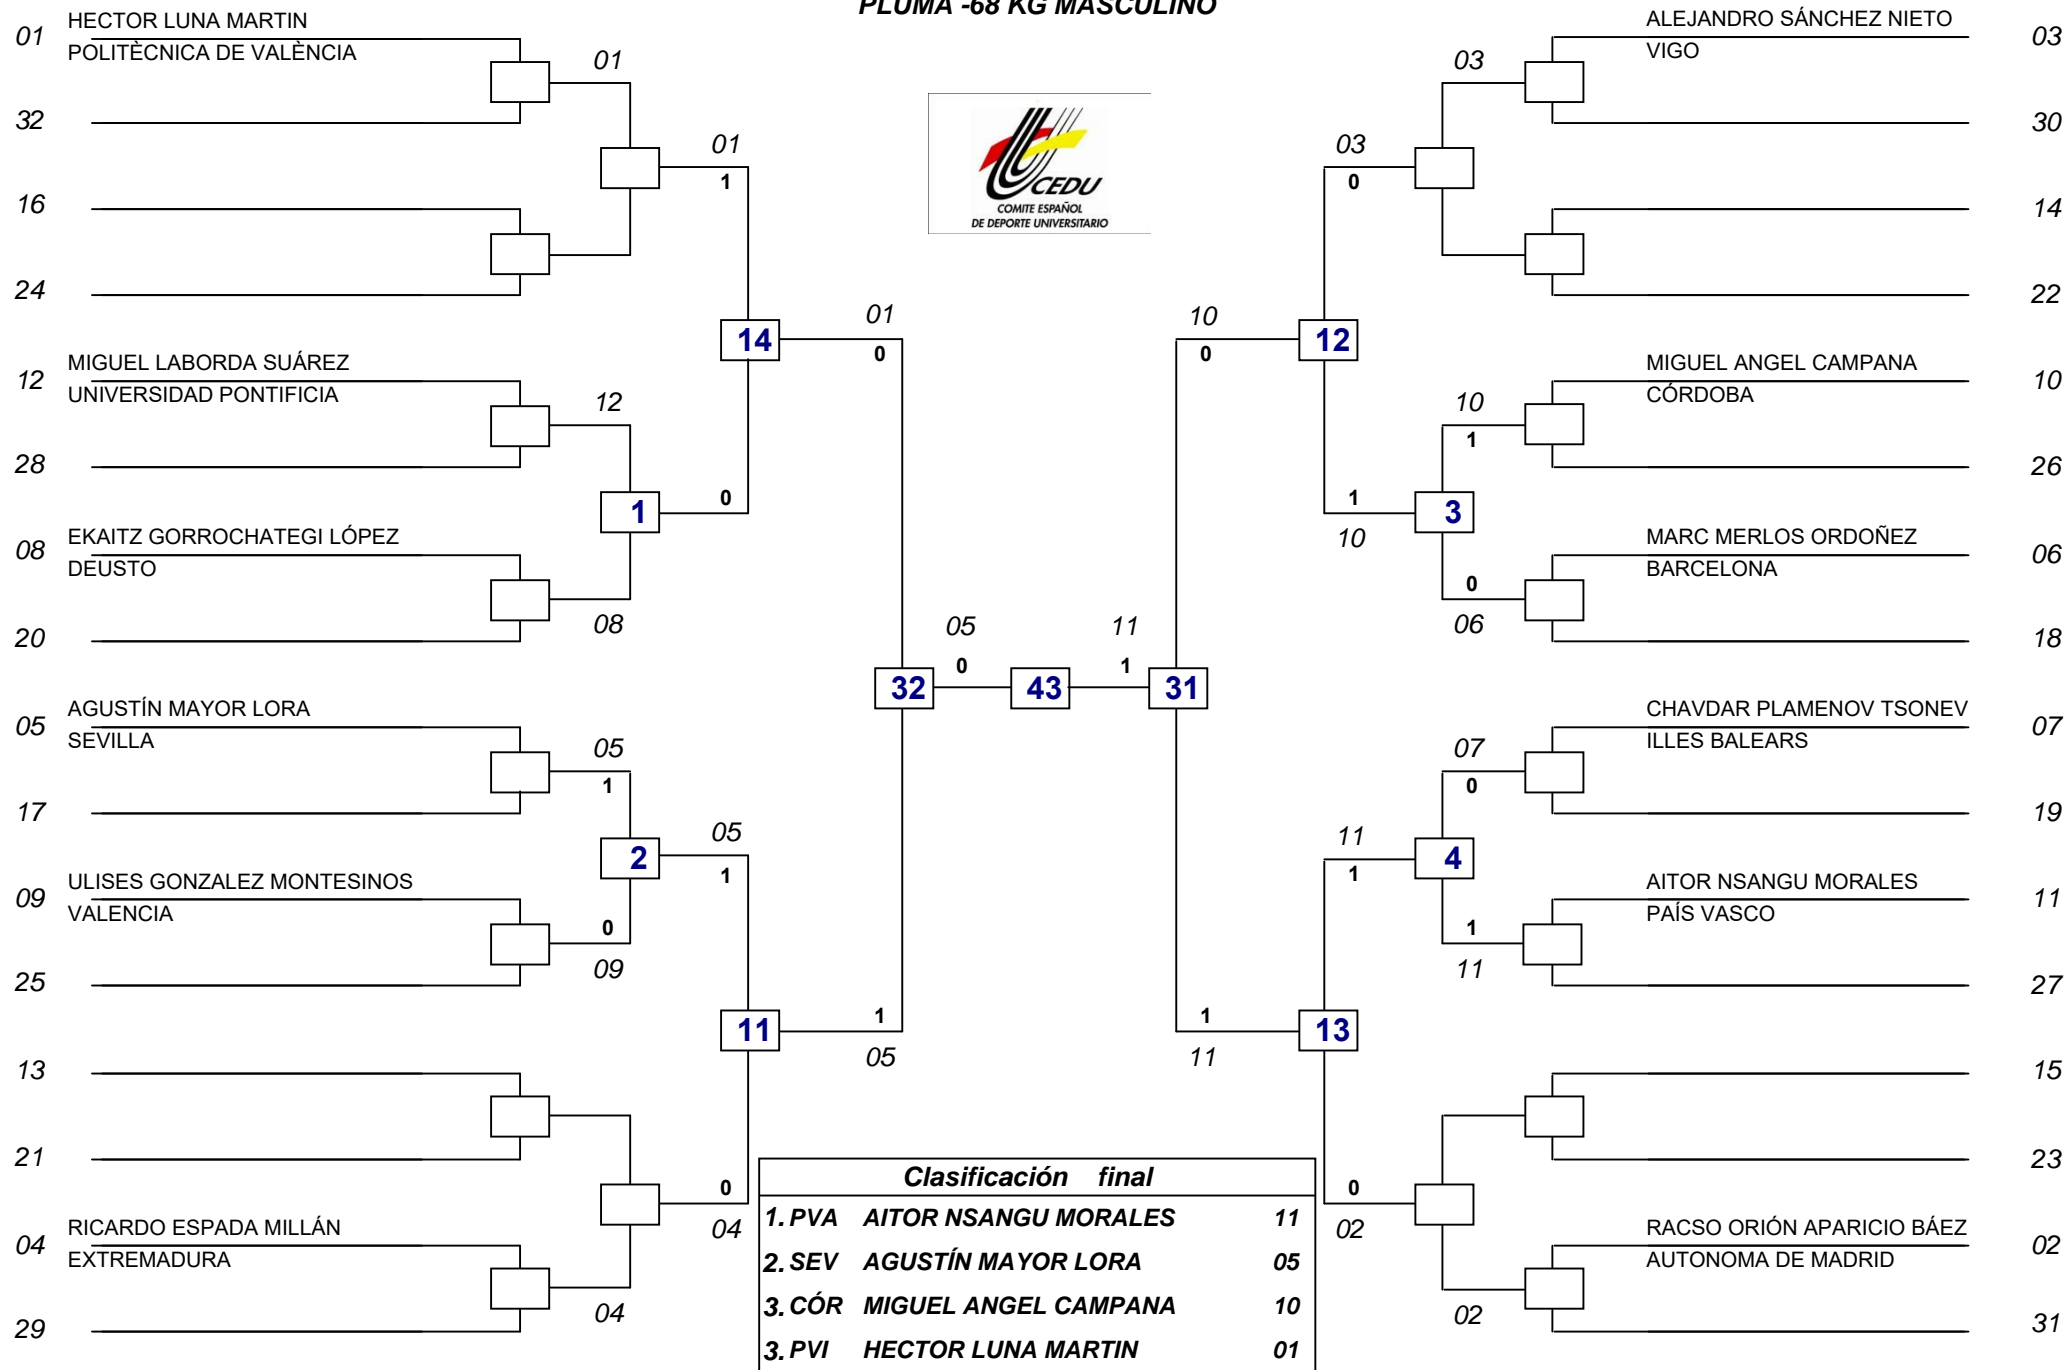 PLUMA -68 KG MASCULINO
01
HECTOR LUNA MARTIN
POLITÈCNICA DE VALÈNCIA
01
32
01
1
16
24
01
0
14
12
MIGUEL LABORDA SUÁREZ
UNIVERSIDAD PONTIFICIA
12
28
1
0
08
EKAITZ GORROCHATEGI LÓPEZ
DEUSTO
08
20
05
0
32
43
05
AGUSTÍN MAYOR LORA
SEVILLA
05
1
17
2
05
1
09
ULISES GONZALEZ MONTESINOS
VALENCIA
0
09
25
11
1
05
13
21
0
04
04
RICARDO ESPADA MILLÁN
EXTREMADURA
04
29
CEDU
COMITE ESPAÑOL
DE DEPORTE UNIVERSITARIO
ALEJANDRO SÁNCHEZ NIETO
VIGO
03
03
30
03
0
14
22
10
0
12
MIGUEL ANGEL CAMPANA
CÓRDOBA
10
10
1
26
1
10
3
MARC MERLOS ORDOÑEZ
BARCELONA
06
0
06
18
11
1
31
CHAVDAR PLAMENOV TSONEV
ILLES BALEARS
07
07
0
19
11
1
4
AITOR NSANGU MORALES
PAÍS VASCO
11
1
11
27
1
11
13
15
23
0
02
RACSO ORIÓN APARICIO BÁEZ
AUTONOMA DE MADRID
02
02
31
Clasificación final
1. PVA AITOR NSANGU MORALES 11
2. SEV AGUSTÍN MAYOR LORA 05
3. CÓR MIGUEL ANGEL CAMPANA 10
3. PVI HECTOR LUNA MARTIN 01